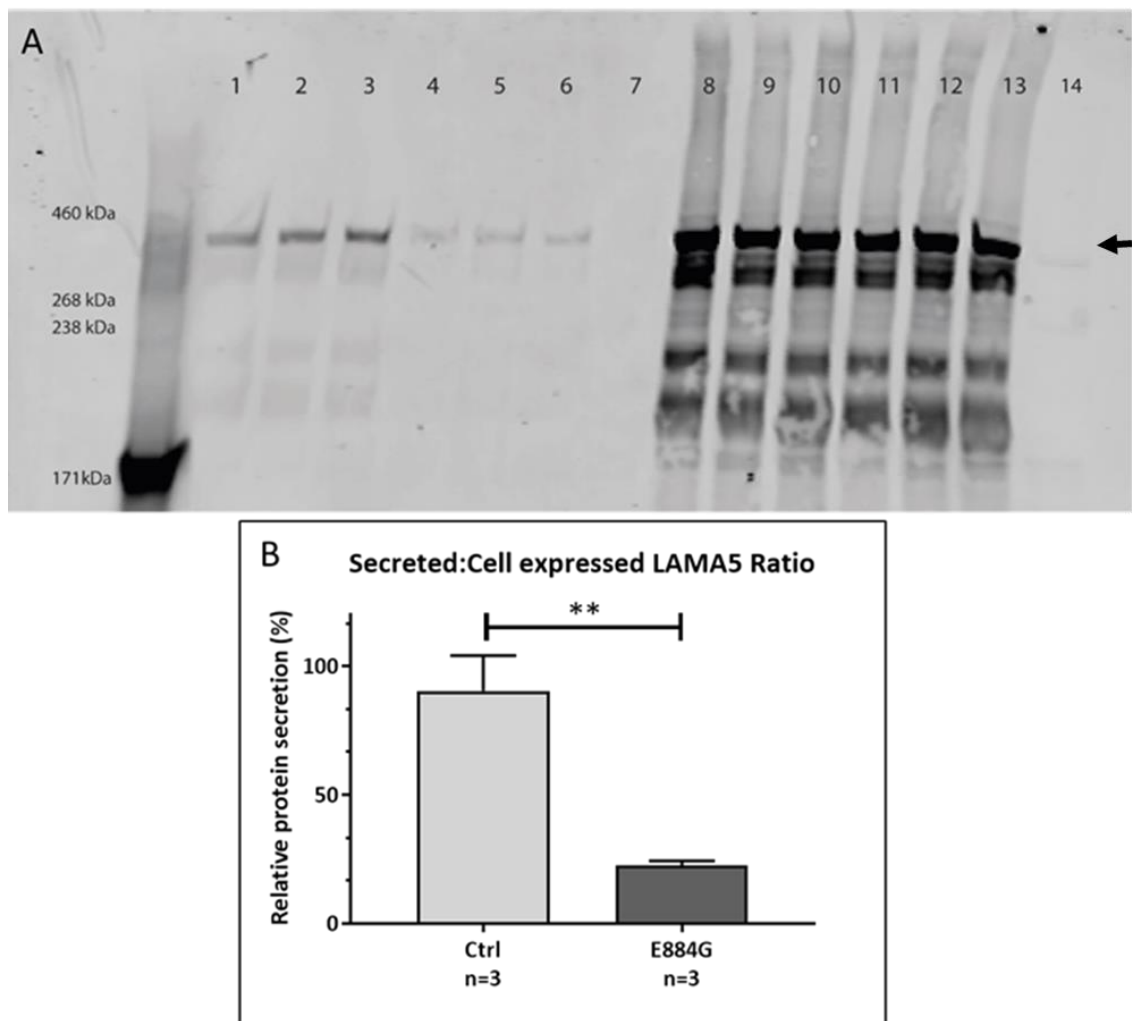 A
1 2 3 4 5 6 7 8 9 10 11 12 13 14
460 kDa
268 kDa
238 kDa
171kDa
B
Secreted:Cell expressed LAMA5 Ratio
**
Relative protein secretion (%)
100
50
0
Ctrl E884G
n=3 n=3